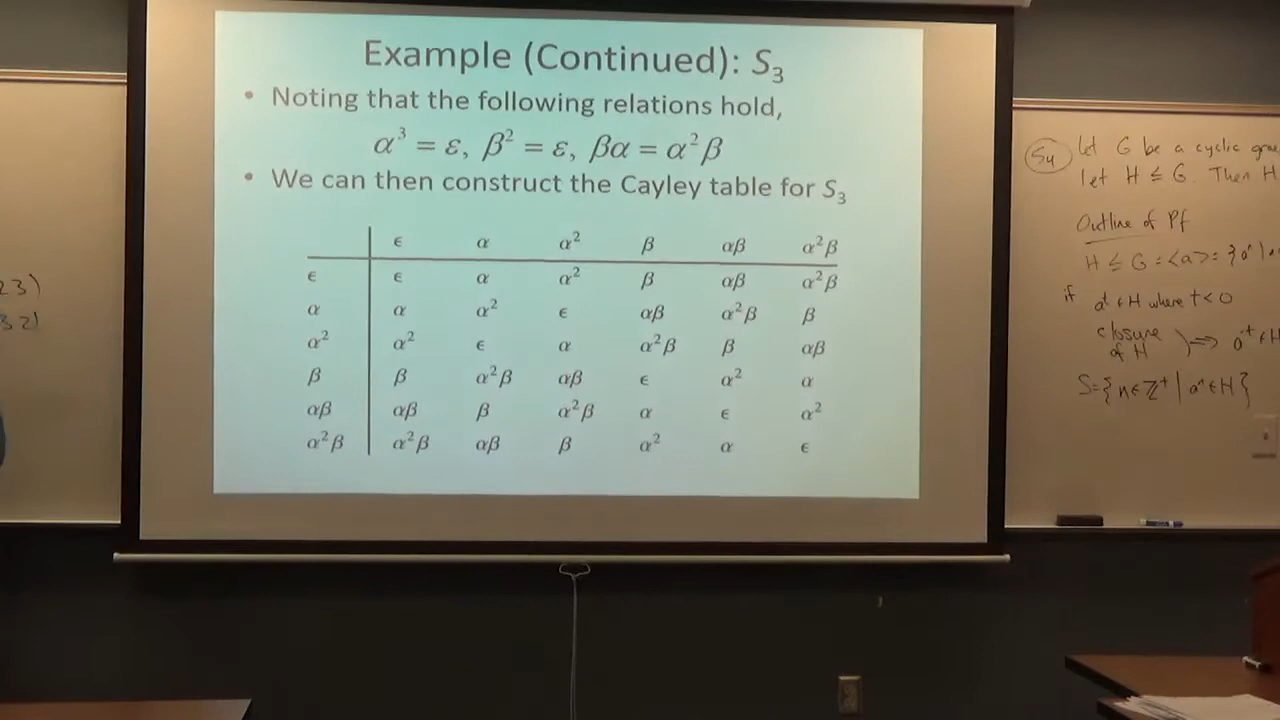 23)
32)
Example (Continued): S₃
• Noting that the following relations hold,
α³ = ε, β² = ε, βα = α²β
• We can then construct the Cayley table for S₃
ϵ α α² β αβ α²β
ϵ ϵ α α² β αβ α²β
α α α² ϵ αβ α²β β
α² α² ϵ α α²β β αβ
β β α²β αβ ϵ α² α
αβ αβ β α²β α ϵ α²
α²β α²β αβ β α² α ϵ
Let G be a cyclic
let H ≤ G. Then H
Outline of Pf
H ≤ G = <a> = {a
if aᵗ ∈ H where t < 0
closure
of H
S = {n ∈ ℤ⁺ | aⁿ ∈ H}